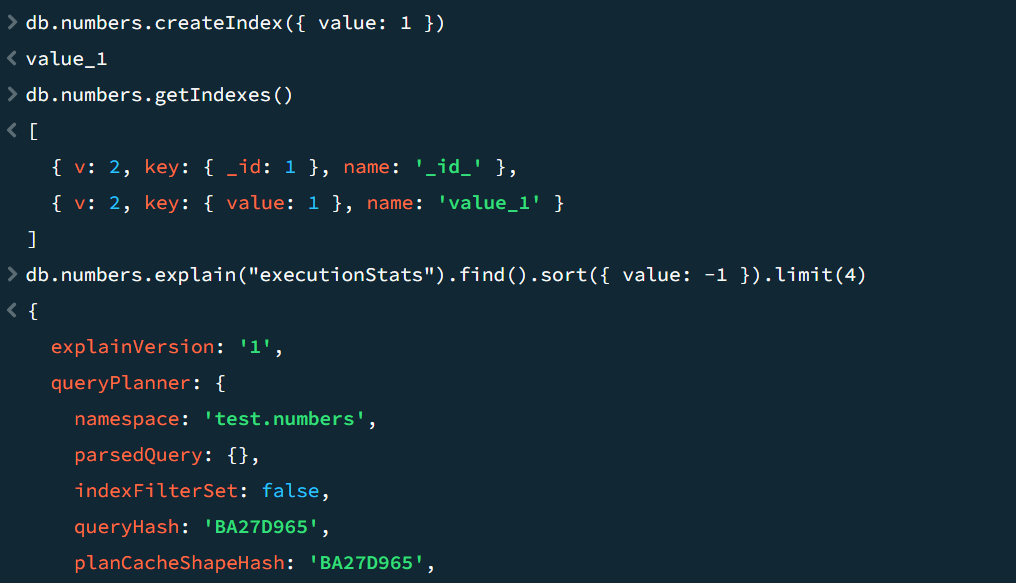 > db.numbers.createIndex({ value: 1 })
< value_1
> db.numbers.getIndexes()
< [
    { v: 2, key: { _id: 1 }, name: '_id_' },
    { v: 2, key: { value: 1 }, name: 'value_1' }
  ]
> db.numbers.explain("executionStats").find().sort({ value: -1 }).limit(4)
< {
    explainVersion: '1',
    queryPlanner: {
      namespace: 'test.numbers',
      parsedQuery: {},
      indexFilterSet: false,
      queryHash: 'BA27D965',
      planCacheShapeHash: 'BA27D965',